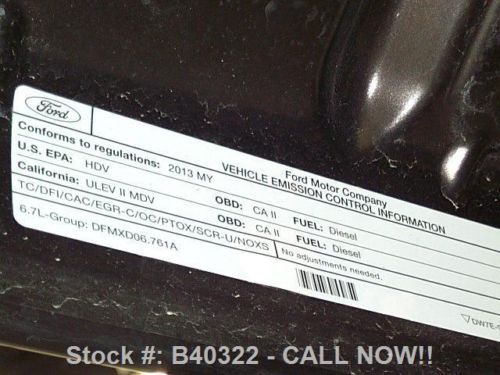 Ford
Ford Motor Company
VEHICLE EMISSION CONTROL INFORMATION
Conforms to regulations: 2013 MY
U.S. EPA: HDV OBD: CA II FUEL: Diesel
California: ULEV II MDV OBD: CA II FUEL: Diesel
TC/DFI/CAC/EGR-C/OC/PTOX/SCR-U/NOXS No adjustments needed.
6.7L-Group: DFMXD06.761A
DW7E-
Stock #: B40322 - CALL NOW!!